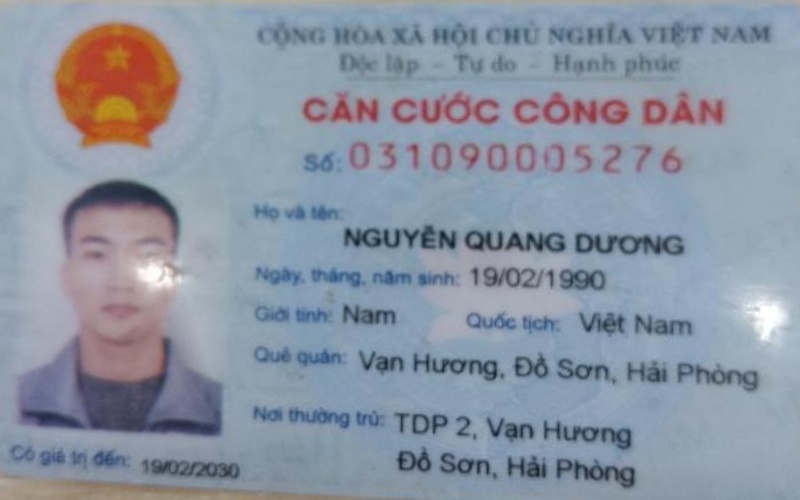 CỘNG HÒA XÃ HỘI CHỦ NGHĨA VIỆT NAM
Độc lập - Tự do - Hạnh phúc
CĂN CƯỚC CÔNG DÂN
Số: 031090005276
Họ và tên:
NGUYỄN QUANG DƯƠNG
Ngày, tháng, năm sinh: 19/02/1990
Giới tính: Nam Quốc tịch: Việt Nam
Quê quán: Vạn Hương, Đồ Sơn, Hải Phòng
Nơi thường trú: TDP 2, Vạn Hương
Đồ Sơn, Hải Phòng
Có giá trị đến: 19/02/2030